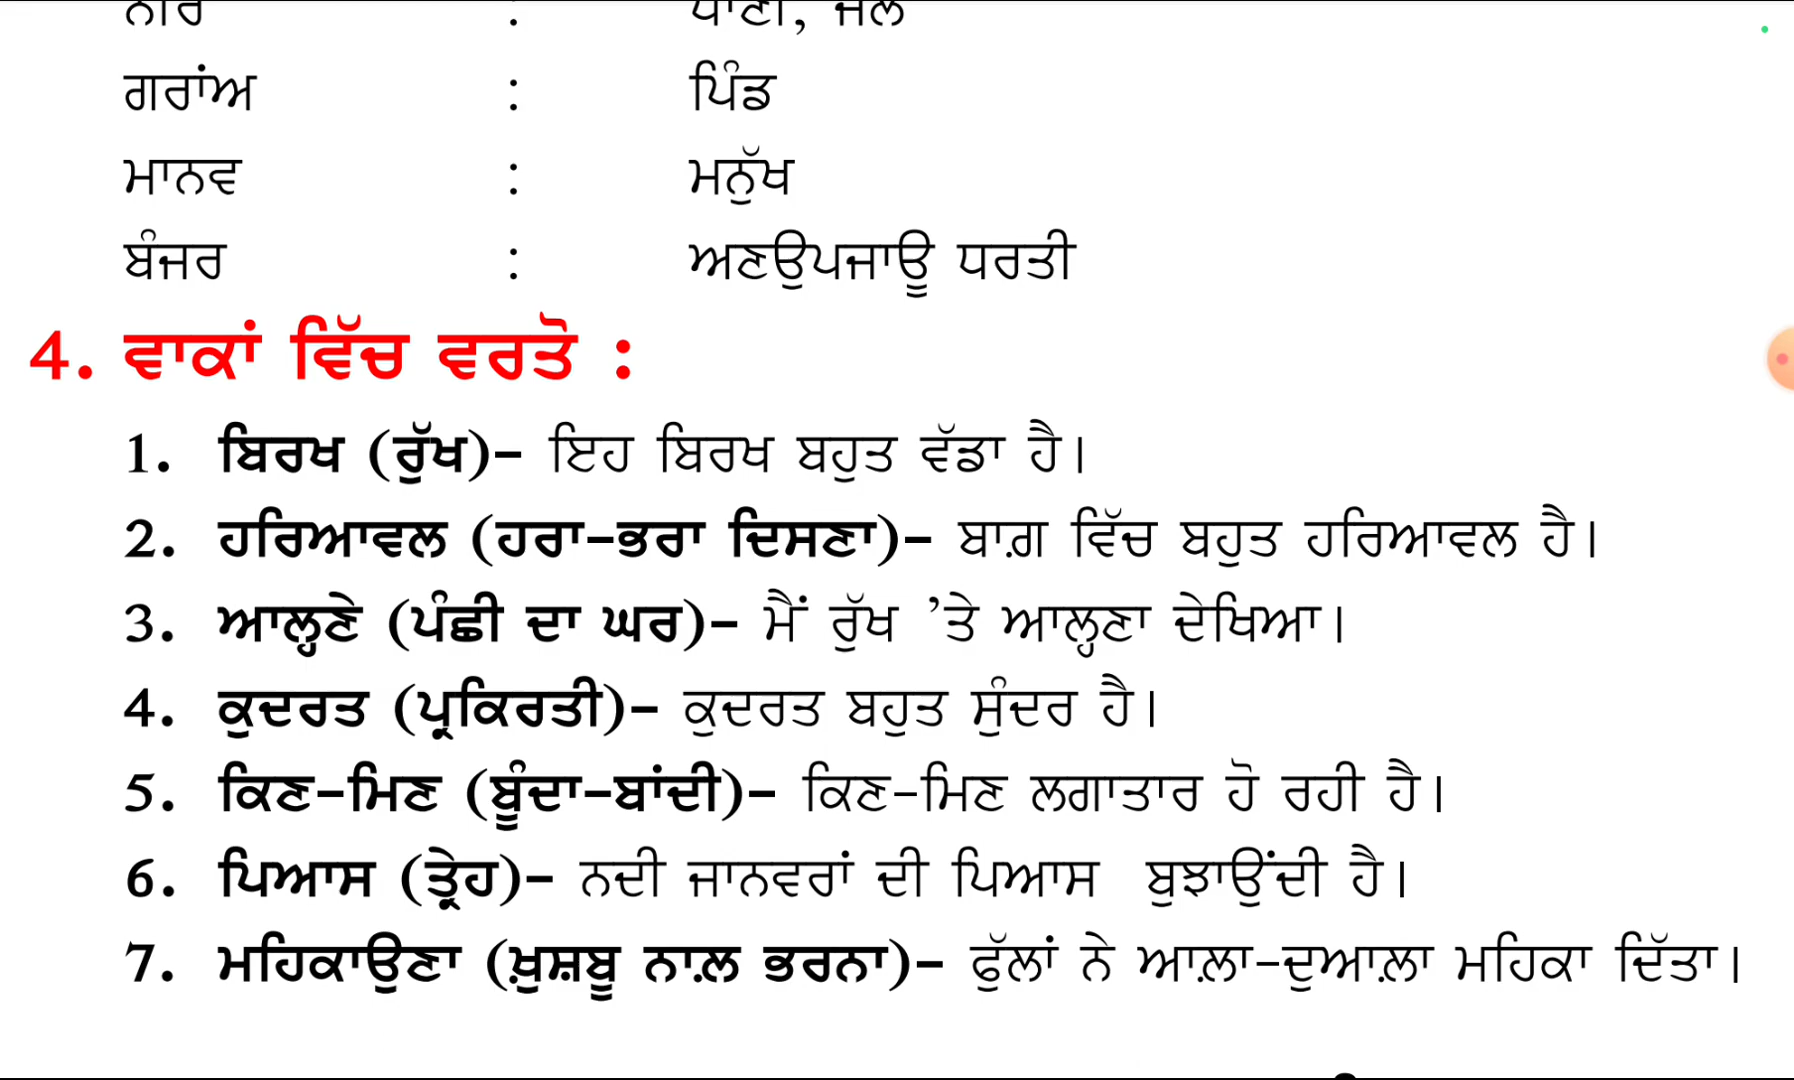 ਨੀਰ : ਪਾਣੀ, ਜਲ
ਗਰਾਂਅ : ਪਿੰਡ
ਮਾਨਵ : ਮਨੁੱਖ
ਬੰਜਰ : ਅਣਉਪਜਾਊ ਧਰਤੀ
4. ਵਾਕਾਂ ਵਿੱਚ ਵਰਤੋ :
1. ਬਿਰਖ (ਰੁੱਖ)– ਇਹ ਬਿਰਖ ਬਹੁਤ ਵੱਡਾ ਹੈ।
2. ਹਰਿਆਵਲ (ਹਰਾ-ਭਰਾ ਦਿਸਣਾ)– ਬਾਗ਼ ਵਿੱਚ ਬਹੁਤ ਹਰਿਆਵਲ ਹੈ।
3. ਆਲ੍ਹਣੇ (ਪੰਛੀ ਦਾ ਘਰ)– ਮੈਂ ਰੁੱਖ ’ਤੇ ਆਲ੍ਹਣਾ ਦੇਖਿਆ।
4. ਕੁਦਰਤ (ਪ੍ਰਕਿਰਤੀ)– ਕੁਦਰਤ ਬਹੁਤ ਸੁੰਦਰ ਹੈ।
5. ਕਿਣ-ਮਿਣ (ਬੂੰਦਾ-ਬਾਂਦੀ)– ਕਿਣ-ਮਿਣ ਲਗਾਤਾਰ ਹੋ ਰਹੀ ਹੈ।
6. ਪਿਆਸ (ਤ੍ਰੇਹ)– ਨਦੀ ਜਾਨਵਰਾਂ ਦੀ ਪਿਆਸ ਬੁਝਾਉਂਦੀ ਹੈ।
7. ਮਹਿਕਾਉਣਾ (ਖ਼ੁਸ਼ਬੂ ਨਾਲ਼ ਭਰਨਾ)– ਫੁੱਲਾਂ ਨੇ ਆਲ਼ਾ-ਦੁਆਲ਼ਾ ਮਹਿਕਾ ਦਿੱਤਾ।